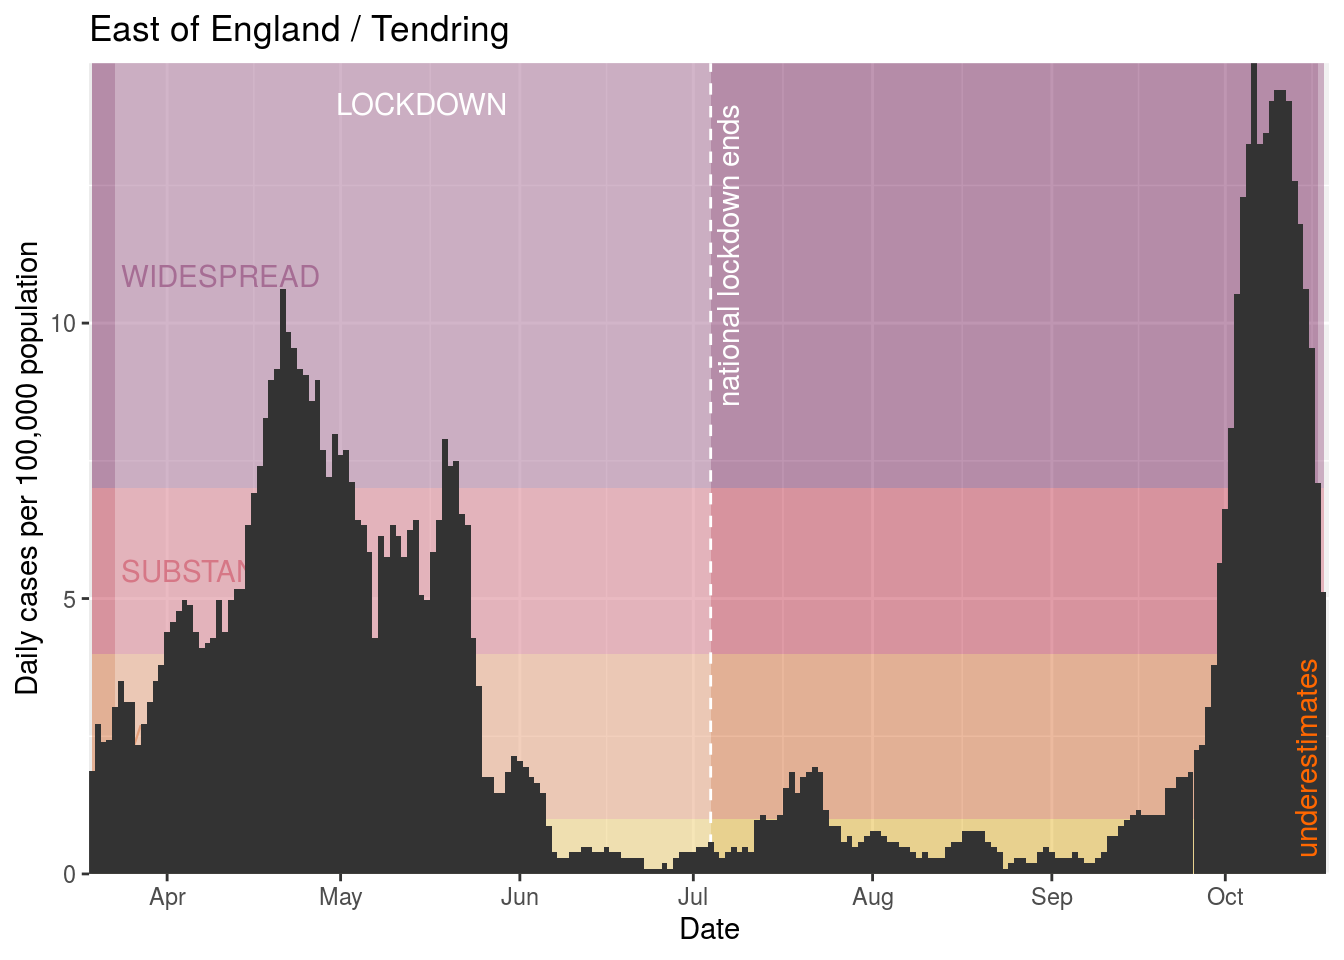 East of England / Tendring
LOCKDOWN
WIDESPREAD
SUBSTAN
national lockdown ends
underestimates
Daily cases per 100,000 population
10
5
0
Apr
May
Jun
Jul
Aug
Sep
Oct
Date